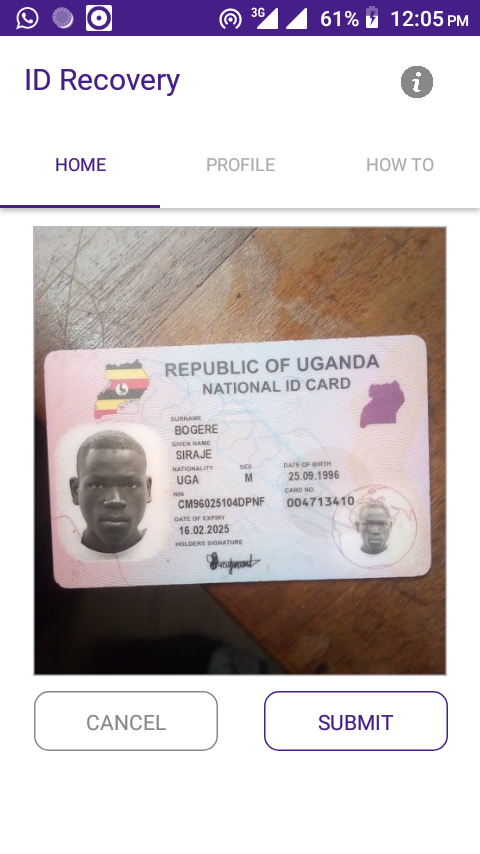 3G 61% 12:05 PM
ID Recovery
HOME PROFILE HOW TO
REPUBLIC OF UGANDA
NATIONAL ID CARD
SURNAME
BOGERE
GIVEN NAME
SIRAJE
NATIONALITY SEX DATE OF BIRTH
UGA M 25.09.1996
NIN CARD NO.
CM96025104DPNF 004713410
DATE OF EXPIRY
16.02.2025
HOLDERS SIGNATURE
CANCEL SUBMIT